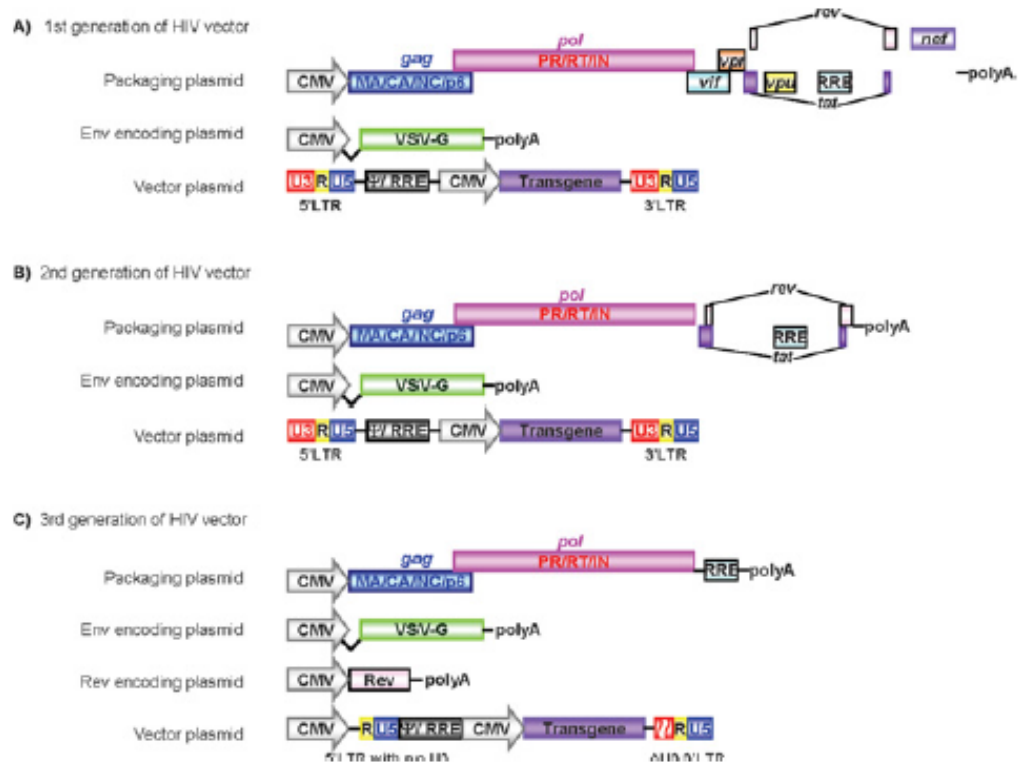 A) 1st generation of HIV vector
rev
nef
pol
gag
PR/RT/IN
vpr
Packaging plasmid
CMV
MA/CA/NC/p6
vif
vpu
RRE
polyA
tat
Env encoding plasmid
CMV
VSV-G
polyA
Vector plasmid
U3 R U5
Ψ RRE
CMV
Transgene
U3 R U5
5'LTR
3'LTR
B) 2nd generation of HIV vector
rev
pol
gag
PR/RT/IN
Packaging plasmid
CMV
MA/CA/NC/p6
RRE
polyA
tat
Env encoding plasmid
CMV
VSV-G
polyA
Vector plasmid
U3 R U5
Ψ RRE
CMV
Transgene
U3 R U5
5'LTR
3'LTR
C) 3rd generation of HIV vector
pol
gag
PR/RT/IN
Packaging plasmid
CMV
MA/CA/NC/p6
RRE
polyA
Env encoding plasmid
CMV
VSV-G
polyA
Rev encoding plasmid
CMV
Rev
polyA
Vector plasmid
CMV
R U5
Ψ RRE
CMV
Transgene
R U5
5'LTR with no U3
ΔU3 3'LTR